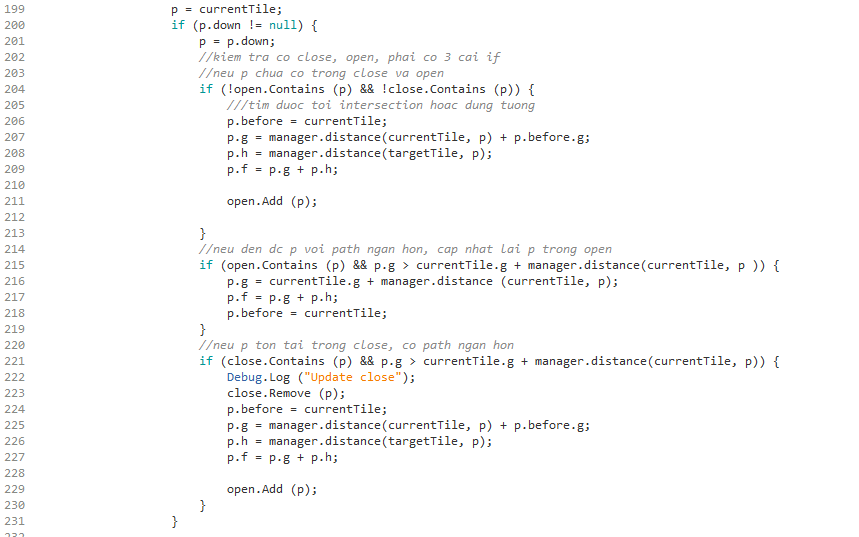 199 p = currentTile;
200 if (p.down != null) {
201 p = p.down;
202 //kiem tra co close, open, phai co 3 cai if
203 //neu p chua co trong close va open
204 if (!open.Contains (p) && !close.Contains (p)) {
205 ///tim duoc toi intersection hoac dung tuong
206 p.before = currentTile;
207 p.g = manager.distance(currentTile, p) + p.before.g;
208 p.h = manager.distance(targetTile, p);
209 p.f = p.g + p.h;
210
211 open.Add (p);
212
213 }
214 //neu den dc p voi path ngan hon, cap nhat lai p trong open
215 if (open.Contains (p) && p.g > currentTile.g + manager.distance(currentTile, p )) {
216 p.g = currentTile.g + manager.distance (currentTile, p);
217 p.f = p.g + p.h;
218 p.before = currentTile;
219 }
220 //neu p ton tai trong close, co path ngan hon
221 if (close.Contains (p) && p.g > currentTile.g + manager.distance(currentTile, p)) {
222 Debug.Log ("Update close");
223 close.Remove (p);
224 p.before = currentTile;
225 p.g = manager.distance(currentTile, p) + p.before.g;
226 p.h = manager.distance(targetTile, p);
227 p.f = p.g + p.h;
228
229 open.Add (p);
230 }
231 }